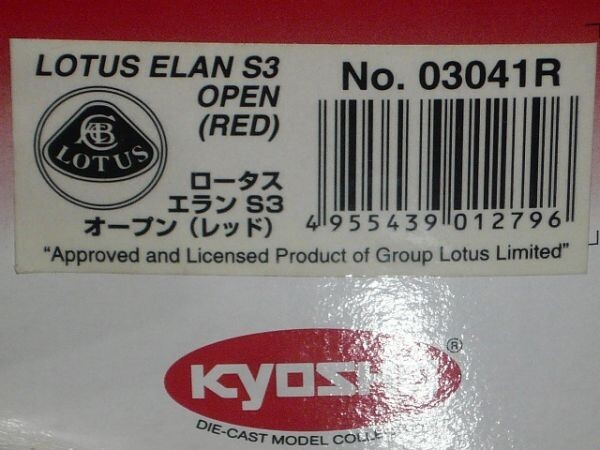 LOTUS ELAN S3
OPEN
(RED)
No. 03041R
LOTUS
ロータス
エラン S3
オープン（レッド）
4 955439 012796
“Approved and Licensed Product of Group Lotus Limited”
KYOSHO®
DIE-CAST MODEL